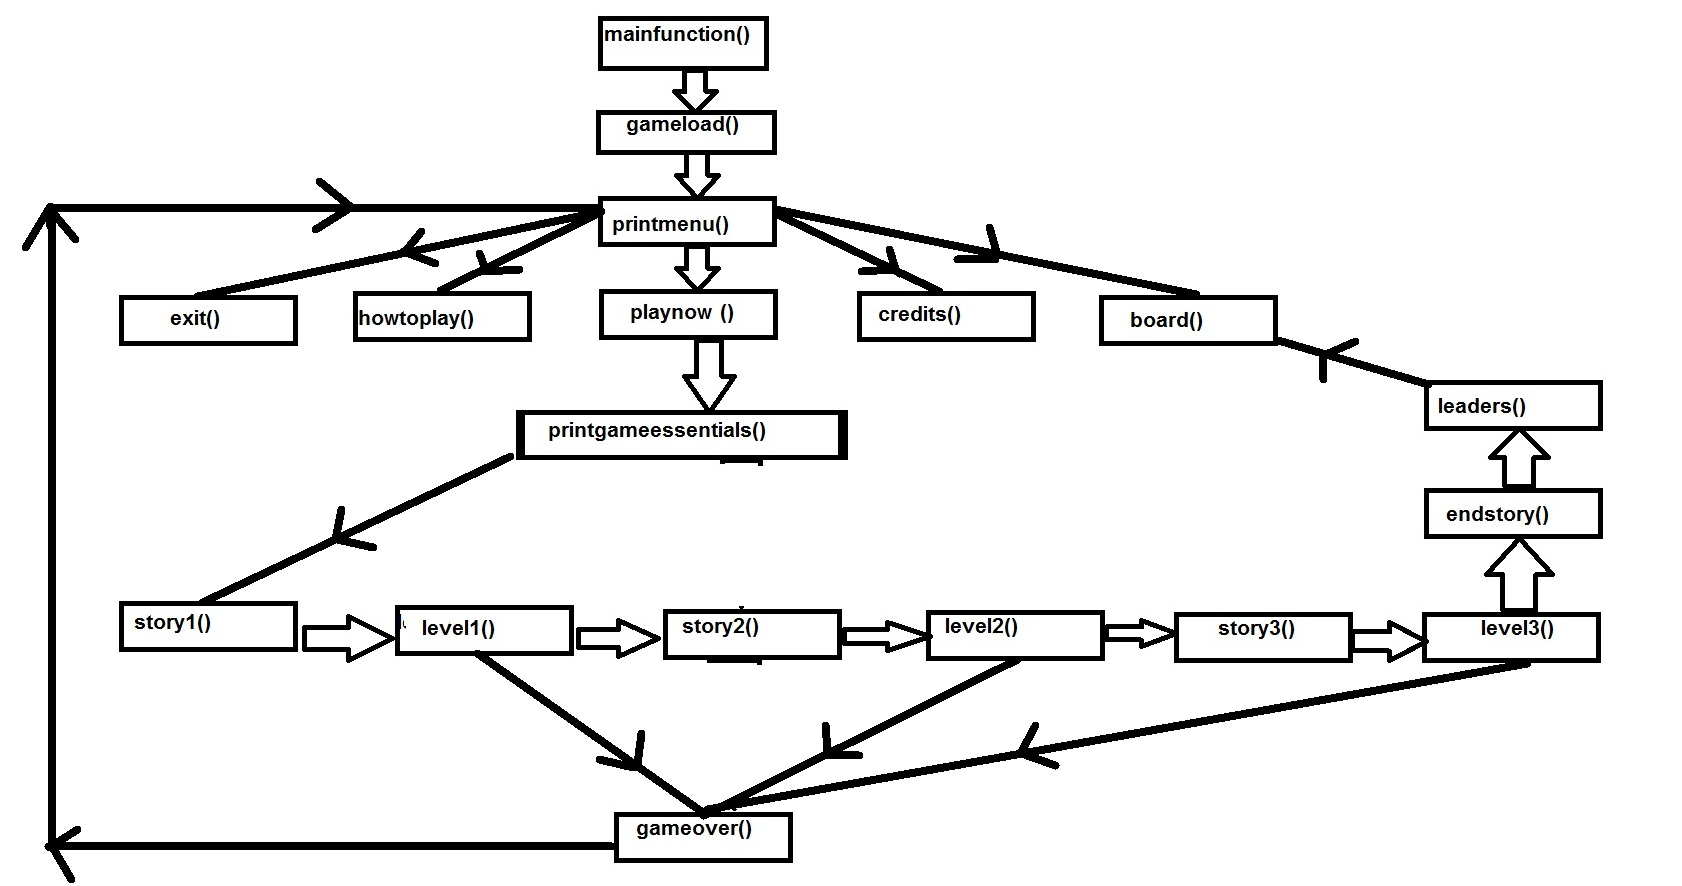 mainfunction()
gameload()
printmenu()
exit()
howtoplay()
playnow ()
credits()
board()
leaders()
printgameessentials()
endstory()
story1()
level1()
story2()
level2()
story3()
level3()
gameover()